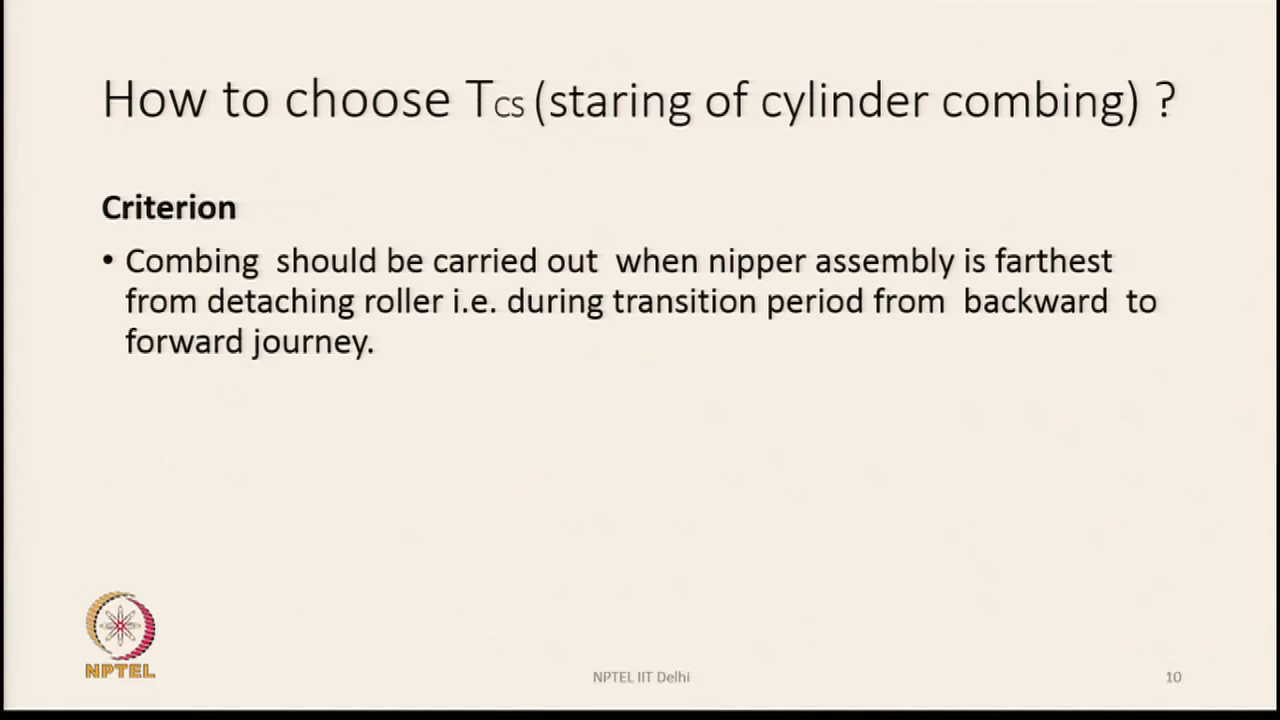 How to choose TCS (staring of cylinder combing) ?
Criterion
• Combing should be carried out when nipper assembly is farthest
from detaching roller i.e. during transition period from backward to
forward journey.
NPTEL
NPTEL IIT Delhi
10